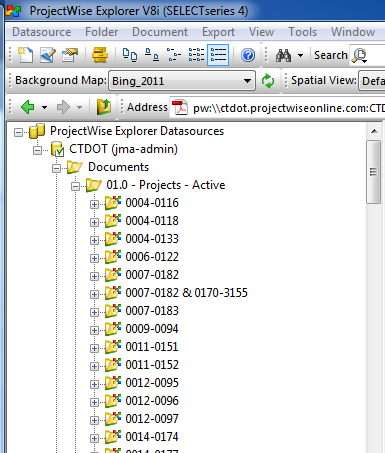 ProjectWise Explorer V8i (SELECTseries 4)
Datasource Folder Document Export View Tools Window
Search
Background Map: Bing_2011 Spatial View: Defa
Address pw:\\ctdot.projectwiseonline.com:CTD
ProjectWise Explorer Datasources
CTDOT (jma-admin)
Documents
01.0 - Projects - Active
0004-0116
0004-0118
0004-0133
0006-0122
0007-0182
0007-0182 & 0170-3155
0007-0183
0009-0094
0011-0151
0011-0152
0012-0095
0012-0096
0012-0097
0014-0174
0014-0177